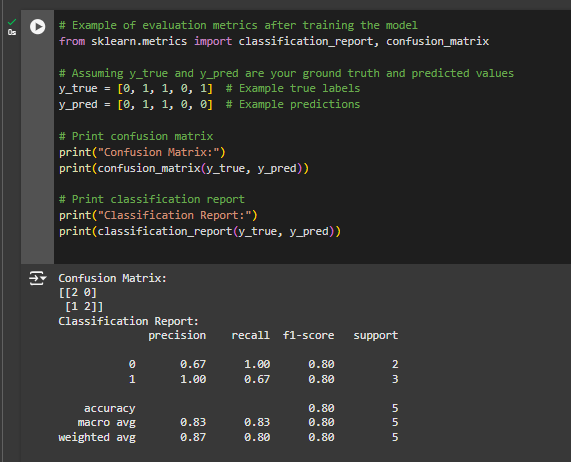 0s
# Example of evaluation metrics after training the model
from sklearn.metrics import classification_report, confusion_matrix
# Assuming y_true and y_pred are your ground truth and predicted values
y_true = [0, 1, 1, 0, 1]  # Example true labels
y_pred = [0, 1, 1, 0, 0]  # Example predictions
# Print confusion matrix
print("Confusion Matrix:")
print(confusion_matrix(y_true, y_pred))
# Print classification report
print("Classification Report:")
print(classification_report(y_true, y_pred))
Confusion Matrix:
[[2 0]
 [1 2]]
Classification Report:
              precision    recall  f1-score   support
           0       0.67      1.00      0.80         2
           1       1.00      0.67      0.80         3
    accuracy                           0.80         5
   macro avg       0.83      0.83      0.80         5
weighted avg       0.87      0.80      0.80         5